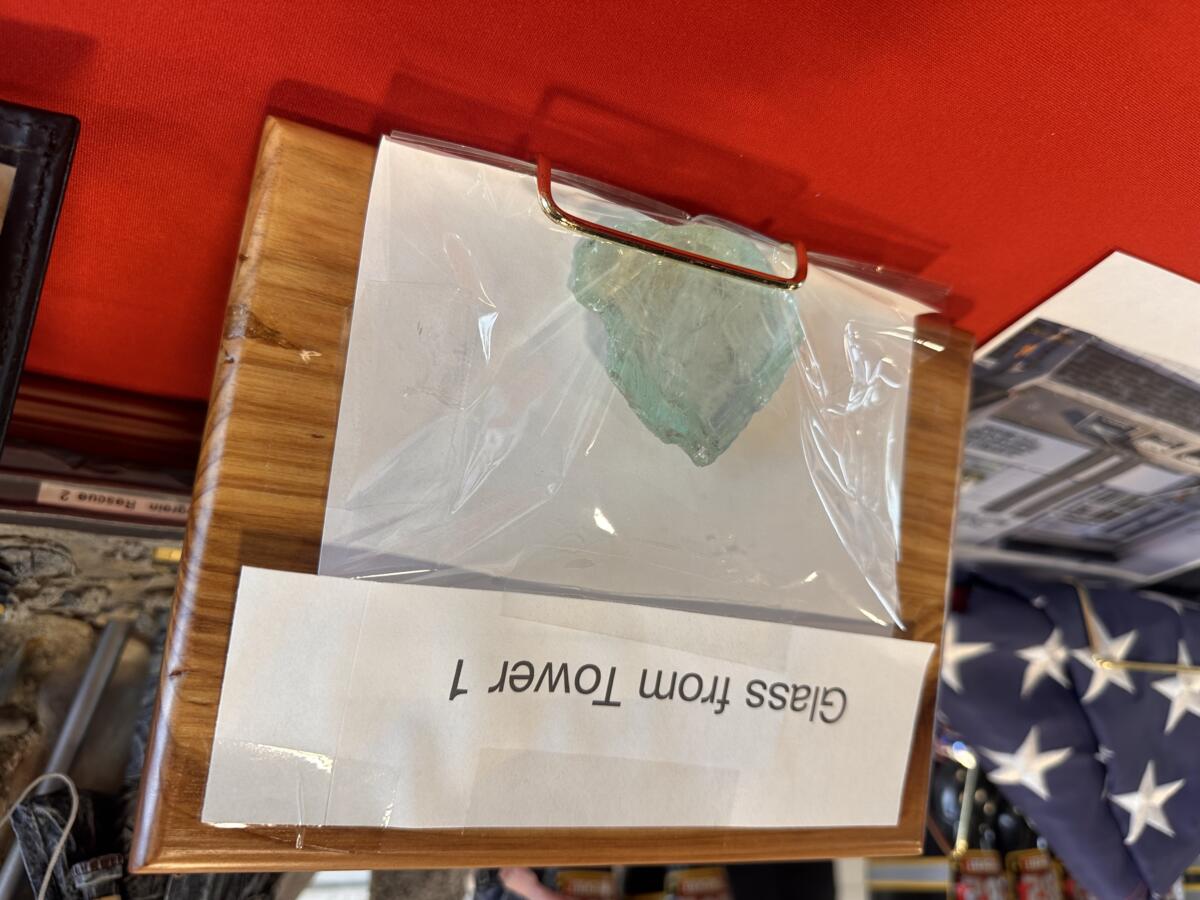 Glass from Tower 1
Rescue 2